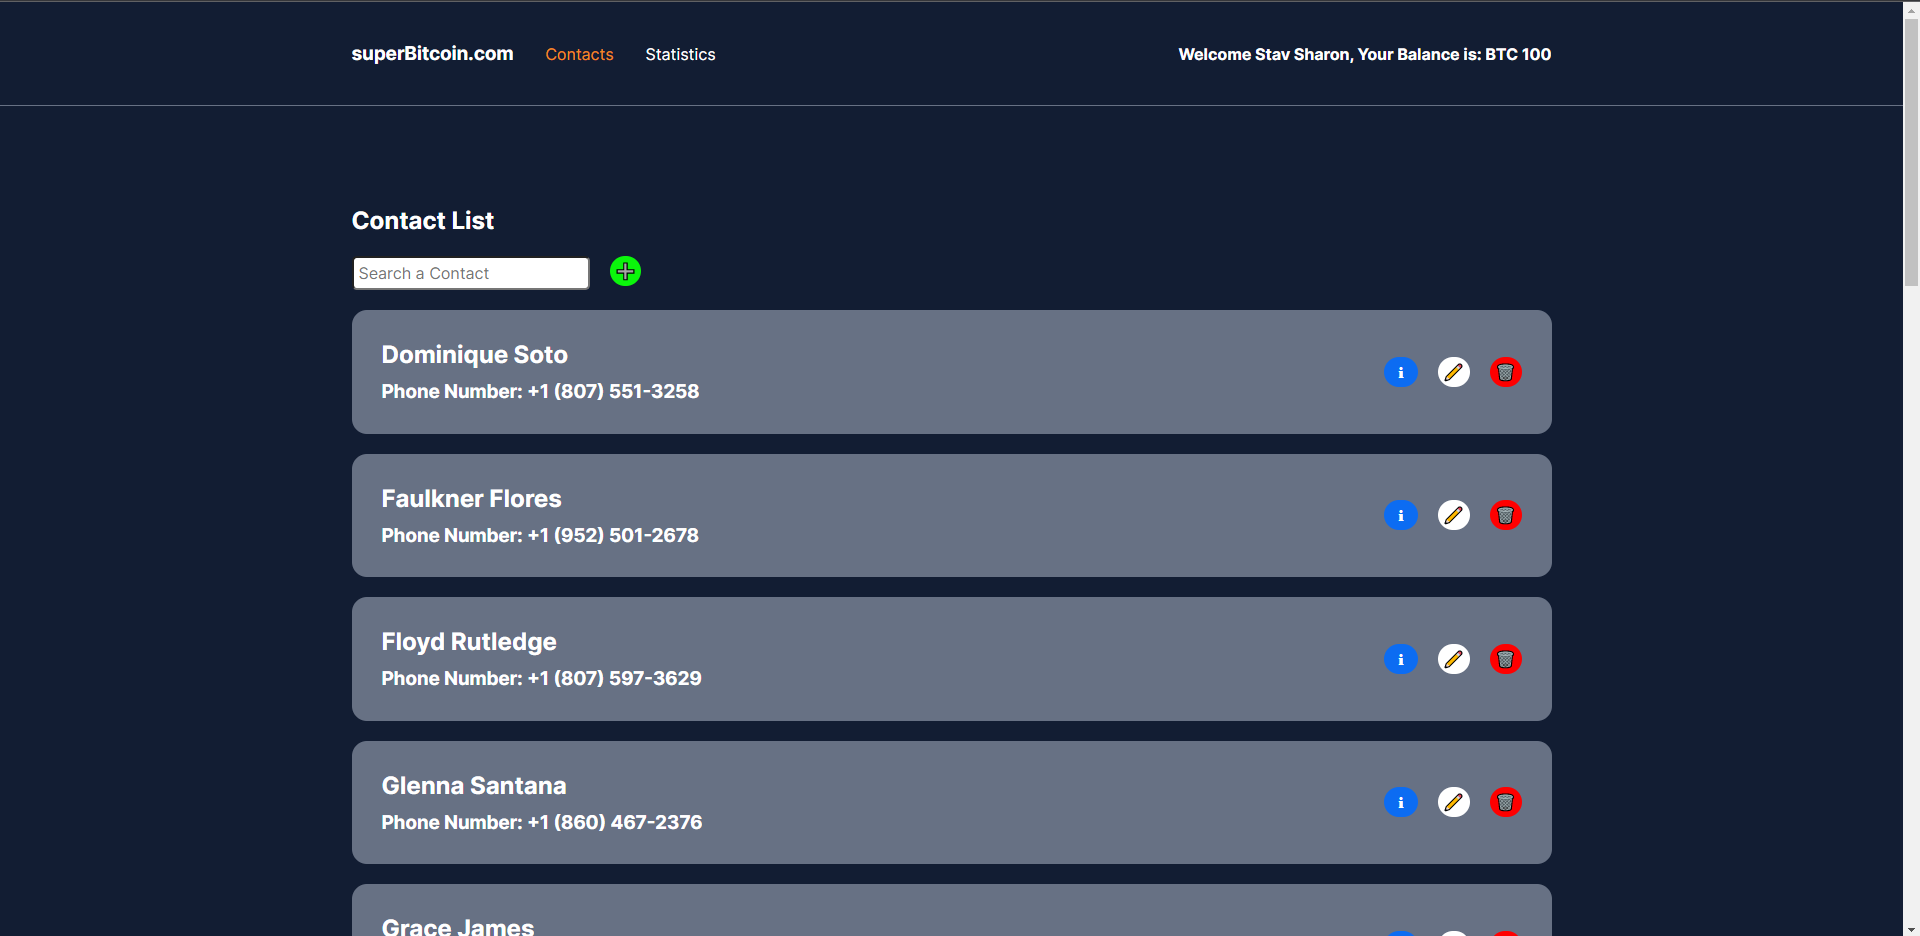 superBitcoin.com Contacts Statistics Welcome Stav Sharon, Your Balance is: BTC 100
Contact List
Search a Contact
Dominique Soto
Phone Number: +1 (807) 551-3258
Faulkner Flores
Phone Number: +1 (952) 501-2678
Floyd Rutledge
Phone Number: +1 (807) 597-3629
Glenna Santana
Phone Number: +1 (860) 467-2376
Grace James